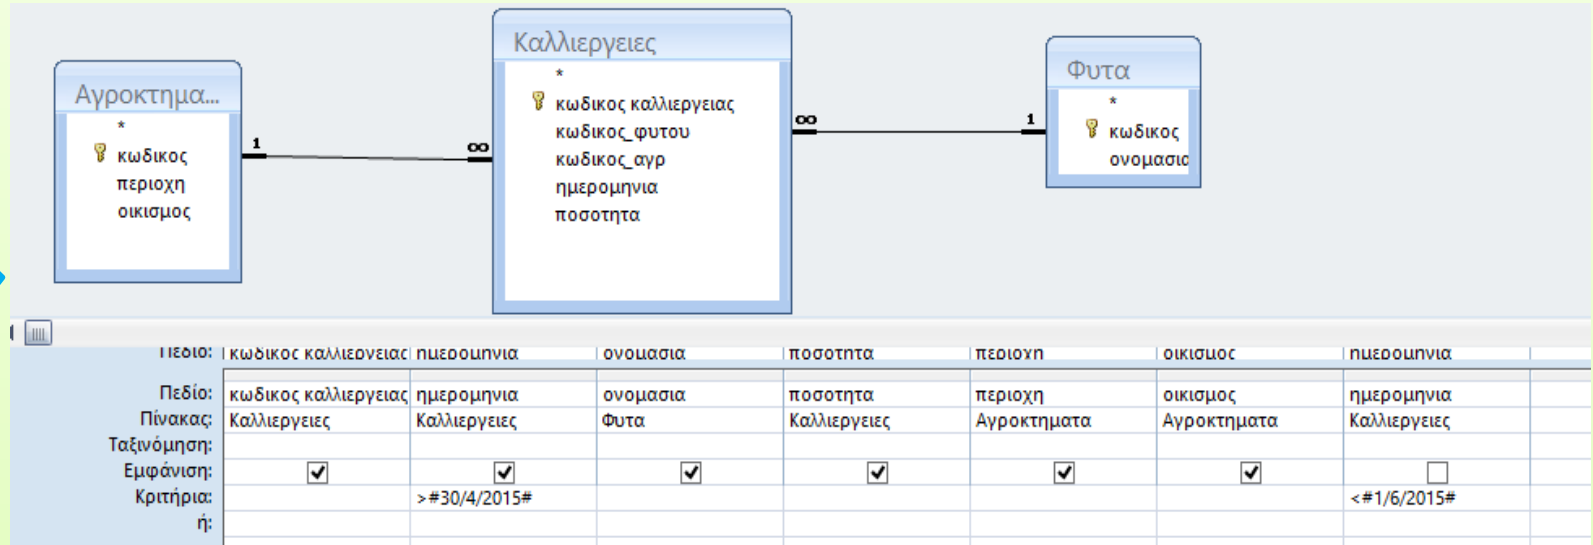 Αγροκτημα...
*
κωδικος
περιοχη
οικισμος
1
∞
Καλλιεργειες
*
κωδικος καλλιεργειας
κωδικος_φυτου
κωδικος_αγρ
ημερομηνια
ποσοτητα
∞
1
Φυτα
*
κωδικος
ονομασια
Πεδίο: κωδικος καλλιεργειας ημερομηνια ονομασια ποσοτητα περιοχη οικισμος ημερομηνια
Πεδίο: κωδικος καλλιεργειας ημερομηνια ονομασια ποσοτητα περιοχη οικισμος ημερομηνια
Πίνακας: Καλλιεργειες Καλλιεργειες Φυτα Καλλιεργειες Αγροκτηματα Αγροκτηματα Καλλιεργειες
Ταξινόμηση:
Εμφάνιση:
Κριτήρια: >#30/4/2015# <#1/6/2015#
ή: